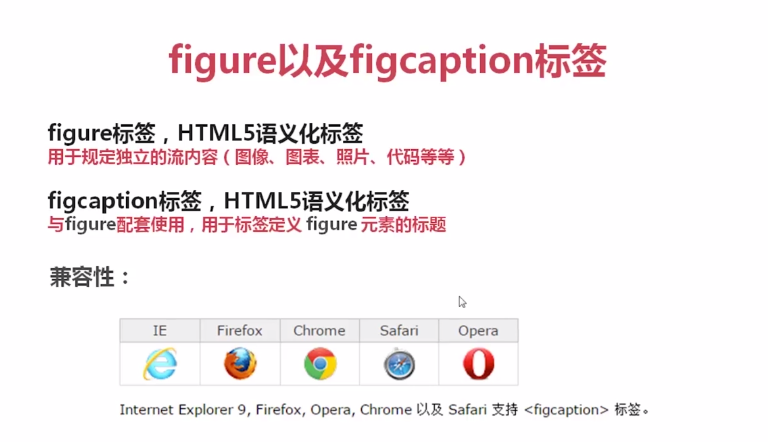 figure以及figcaption标签
figure标签，HTML5语义化标签
用于规定独立的流内容（图像、图表、照片、代码等等）
figcaption标签，HTML5语义化标签
与figure配套使用，用于标签定义 figure 元素的标题
兼容性：
IE Firefox Chrome Safari Opera
Internet Explorer 9, Firefox, Opera, Chrome 以及 Safari 支持 <figcaption> 标签。